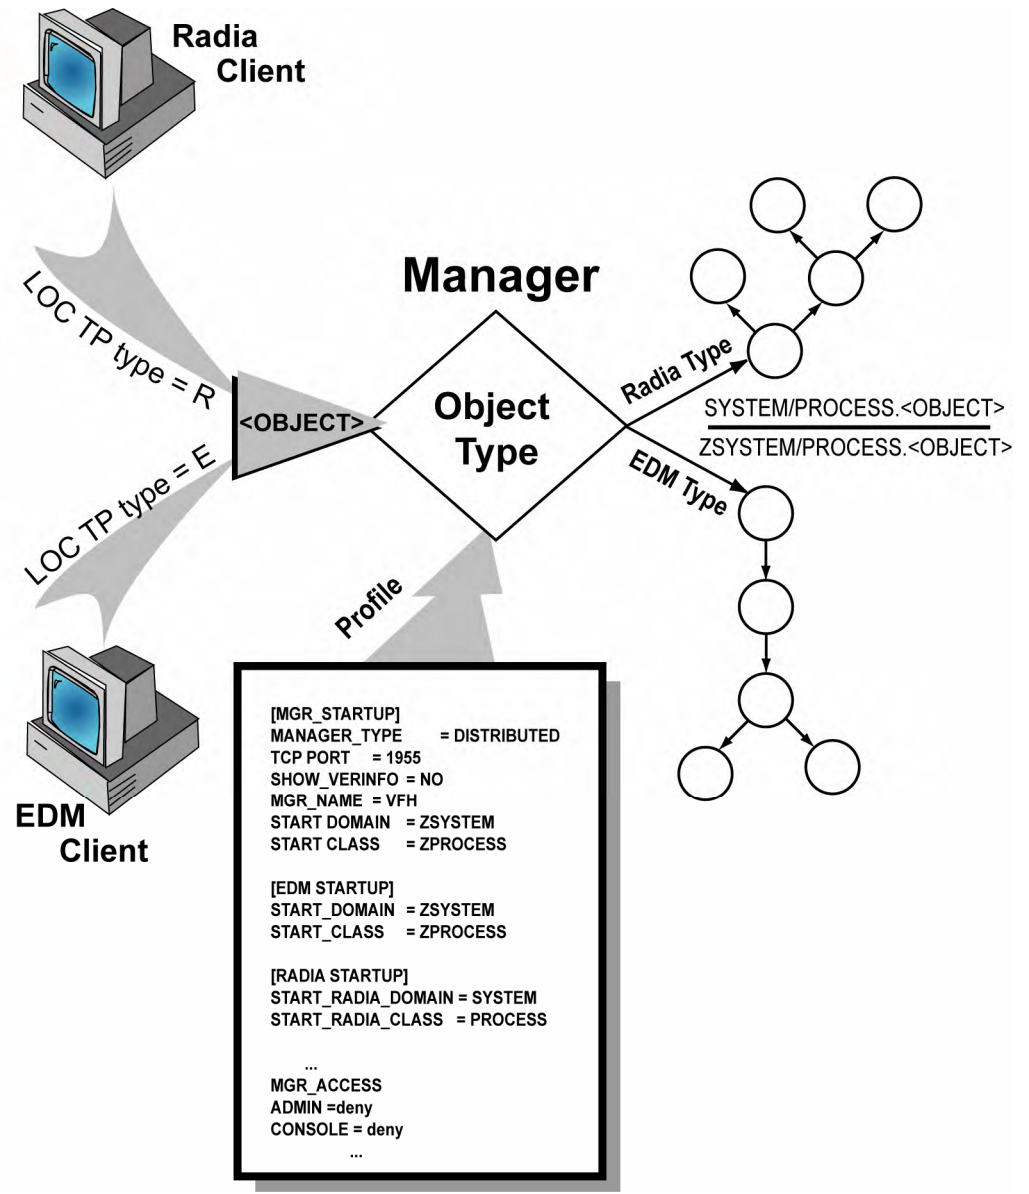 Radia
Client
LOC TP type = R
Manager
<OBJECT>
Object
Type
Radia Type
SYSTEM/PROCESS.<OBJECT>
ZSYSTEM/PROCESS.<OBJECT>
EDM Type
LOC TP type = E
EDM
Client
Profile
[MGR_STARTUP]
MANAGER_TYPE = DISTRIBUTED
TCP PORT = 1955
SHOW_VERINFO = NO
MGR_NAME = VFH
START DOMAIN = ZSYSTEM
START CLASS = ZPROCESS
[EDM STARTUP]
START_DOMAIN = ZSYSTEM
START_CLASS = ZPROCESS
[RADIA STARTUP]
START_RADIA_DOMAIN = SYSTEM
START_RADIA_CLASS = PROCESS
...
MGR_ACCESS
ADMIN =deny
CONSOLE = deny
...